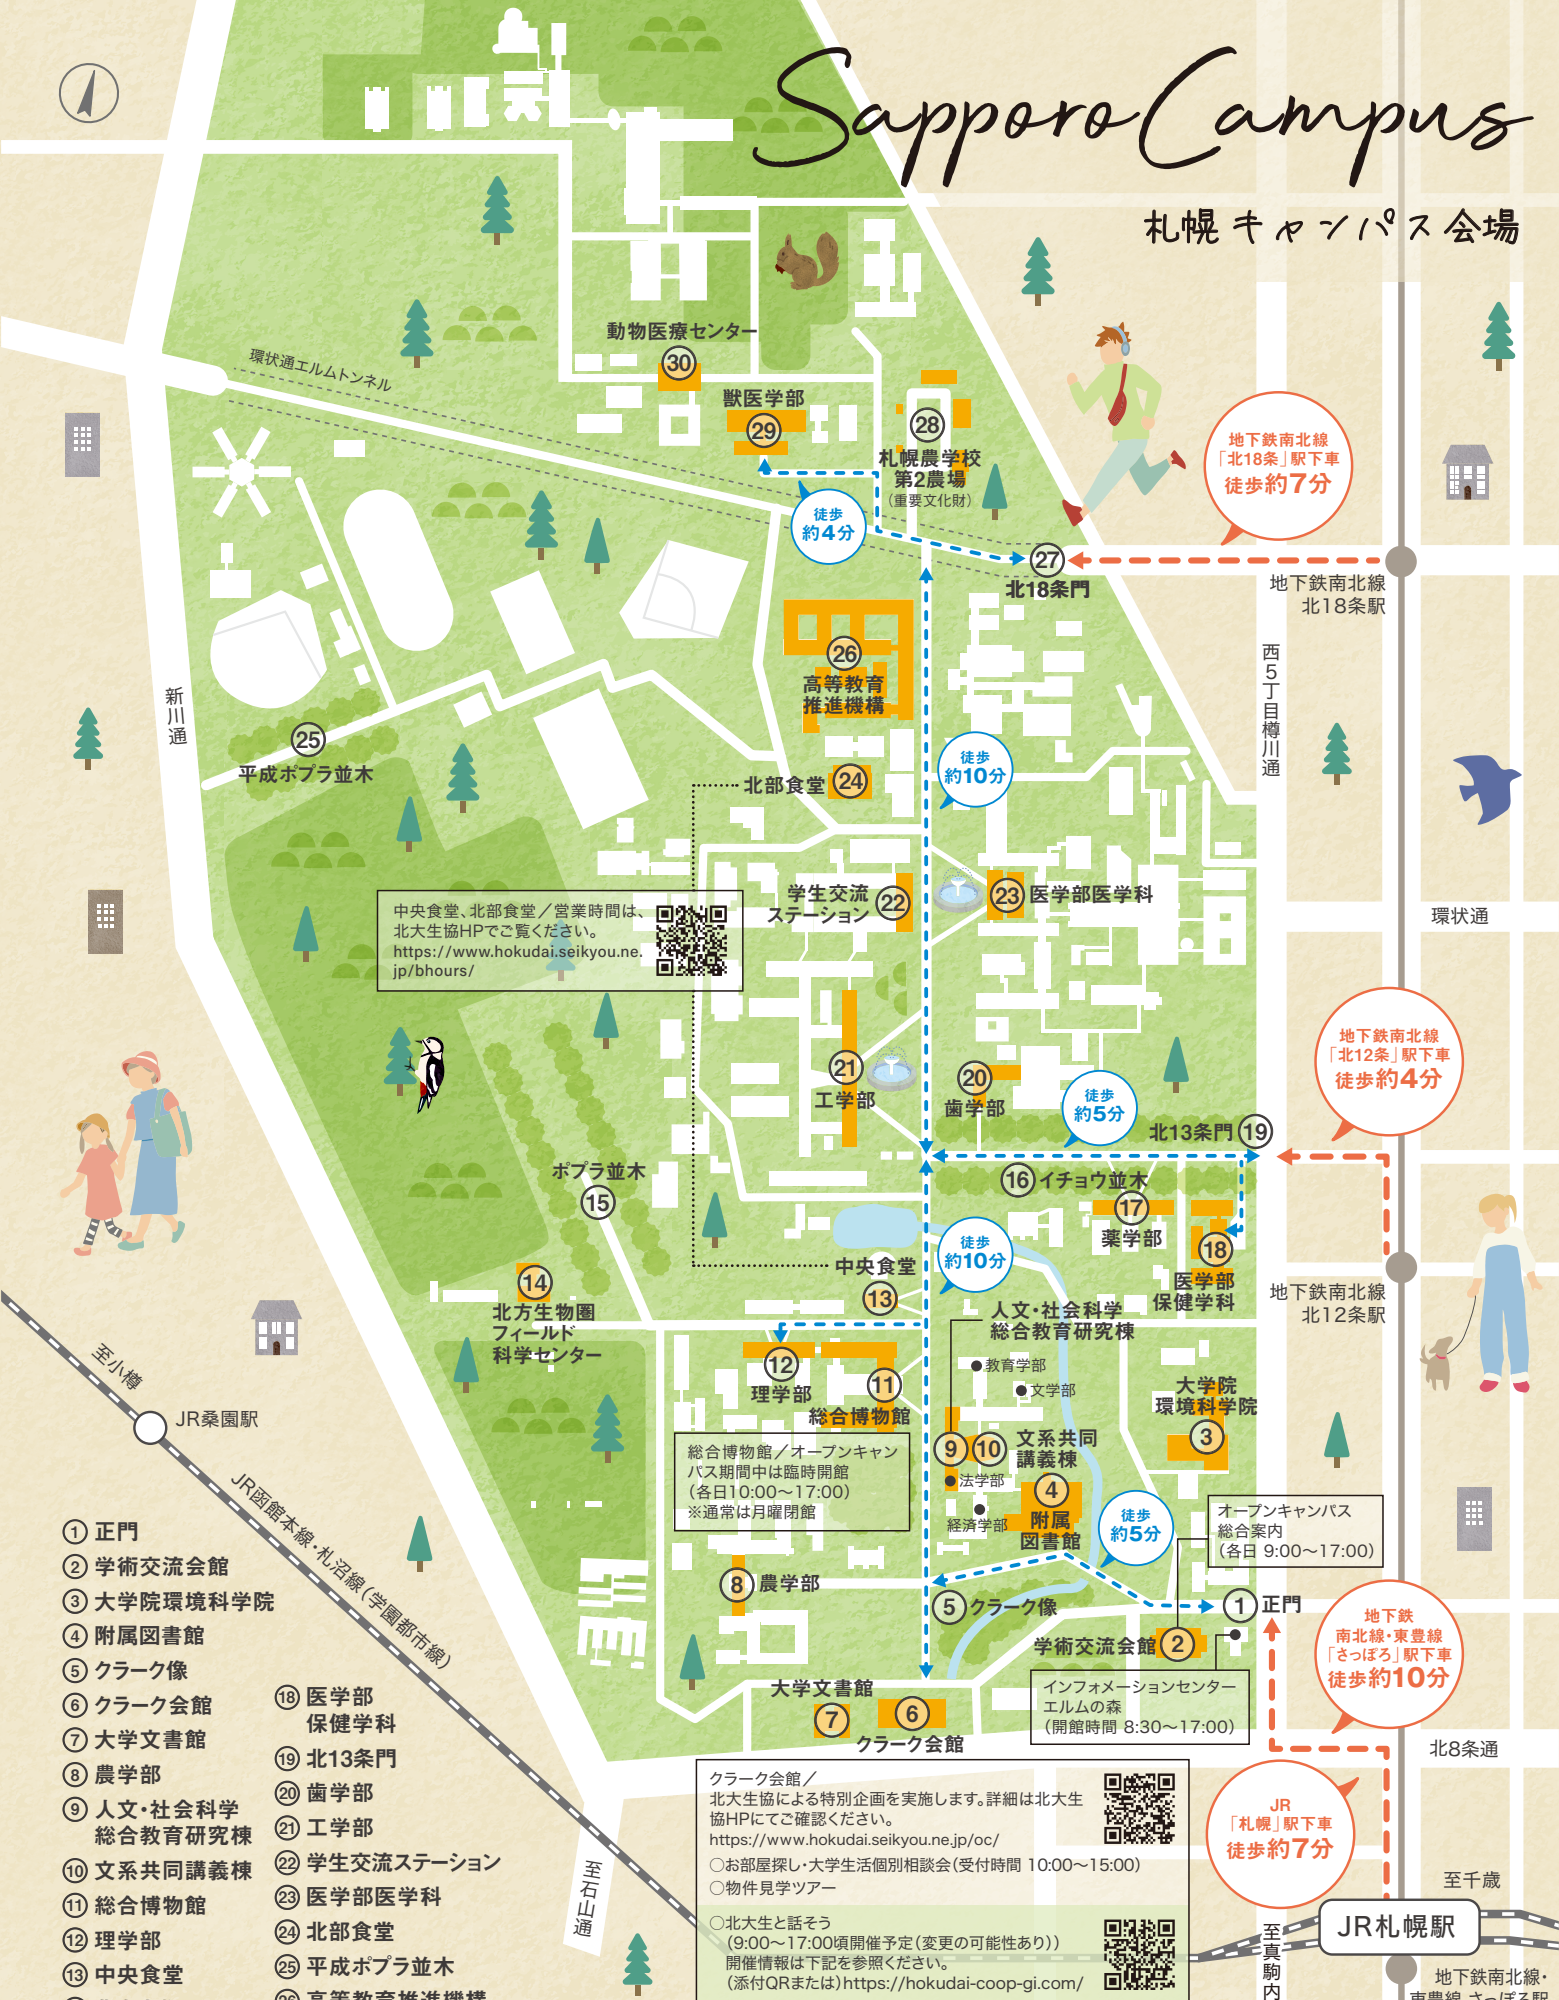 Sapporo Campus
札幌キャンパス会場
環状通エルムトンネル
動物医療センター
30
獣医学部
29
28
札幌農学校
第2農場
（重要文化財）
徒歩
約4分
27
北18条門
地下鉄南北線
「北18条」駅下車
徒歩約7分
地下鉄南北線
北18条駅
西5丁目樽川通
新川通
26
高等教育
推進機構
25
平成ポプラ並木
北部食堂
24
徒歩
約10分
学生交流
ステーション
22
23
医学部医学科
環状通
中央食堂、北部食堂／営業時間は、
北大生協HPでご覧ください。
https://www.hokudai.seikyou.ne.
jp/bhours/
21
工学部
20
歯学部
徒歩
約5分
北13条門
19
地下鉄南北線
「北12条」駅下車
徒歩約4分
16
イチョウ並木
17
薬学部
18
医学部
保健学科
地下鉄南北線
北12条駅
ポプラ並木
15
徒歩
約10分
中央食堂
13
14
北方生物圏
フィールド
科学センター
人文・社会科学
総合教育研究棟
教育学部
文学部
12
理学部
11
総合博物館
大学院
環境科学院
3
9
10
文系共同
講義棟
法学部
経済学部
4
附属
図書館
総合博物館／オープンキャン
パス期間中は臨時開館
（各日10:00〜17:00）
※通常は月曜閉館
徒歩
約5分
オープンキャンパス
総合案内
（各日 9:00〜17:00）
至小樽
JR桑園駅
JR函館本線・札沼線（学園都市線）
8
農学部
5
クラーク像
1
正門
学術交流会館
2
地下鉄
南北線・東豊線
「さっぽろ」駅下車
徒歩約10分
インフォメーションセンター
エルムの森
（開館時間 8:30〜17:00）
大学文書館
7
6
クラーク会館
北8条通
JR
「札幌」駅下車
徒歩約7分
クラーク会館／
北大生協による特別企画を実施します。詳細は北大生
協HPにてご確認ください。
https://www.hokudai.seikyou.ne.jp/oc/
○お部屋探し・大学生活個別相談会（受付時間 10:00〜15:00）
○物件見学ツアー
○北大生と話そう
（9:00〜17:00頃開催予定（変更の可能性あり））
開催情報は下記を参照ください。
（添付QRまたは）https://hokudai-coop-gi.com/
至石山通
至真駒内
至千歳
JR札幌駅
地下鉄南北線・
東豊線 さっぽろ駅
1 正門
2 学術交流会館
3 大学院環境科学院
4 附属図書館
5 クラーク像
6 クラーク会館
7 大学文書館
8 農学部
9 人文・社会科学
総合教育研究棟
10 文系共同講義棟
11 総合博物館
12 理学部
13 中央食堂
18 医学部
保健学科
19 北13条門
20 歯学部
21 工学部
22 学生交流ステーション
23 医学部医学科
24 北部食堂
25 平成ポプラ並木
26 高等教育推進機構